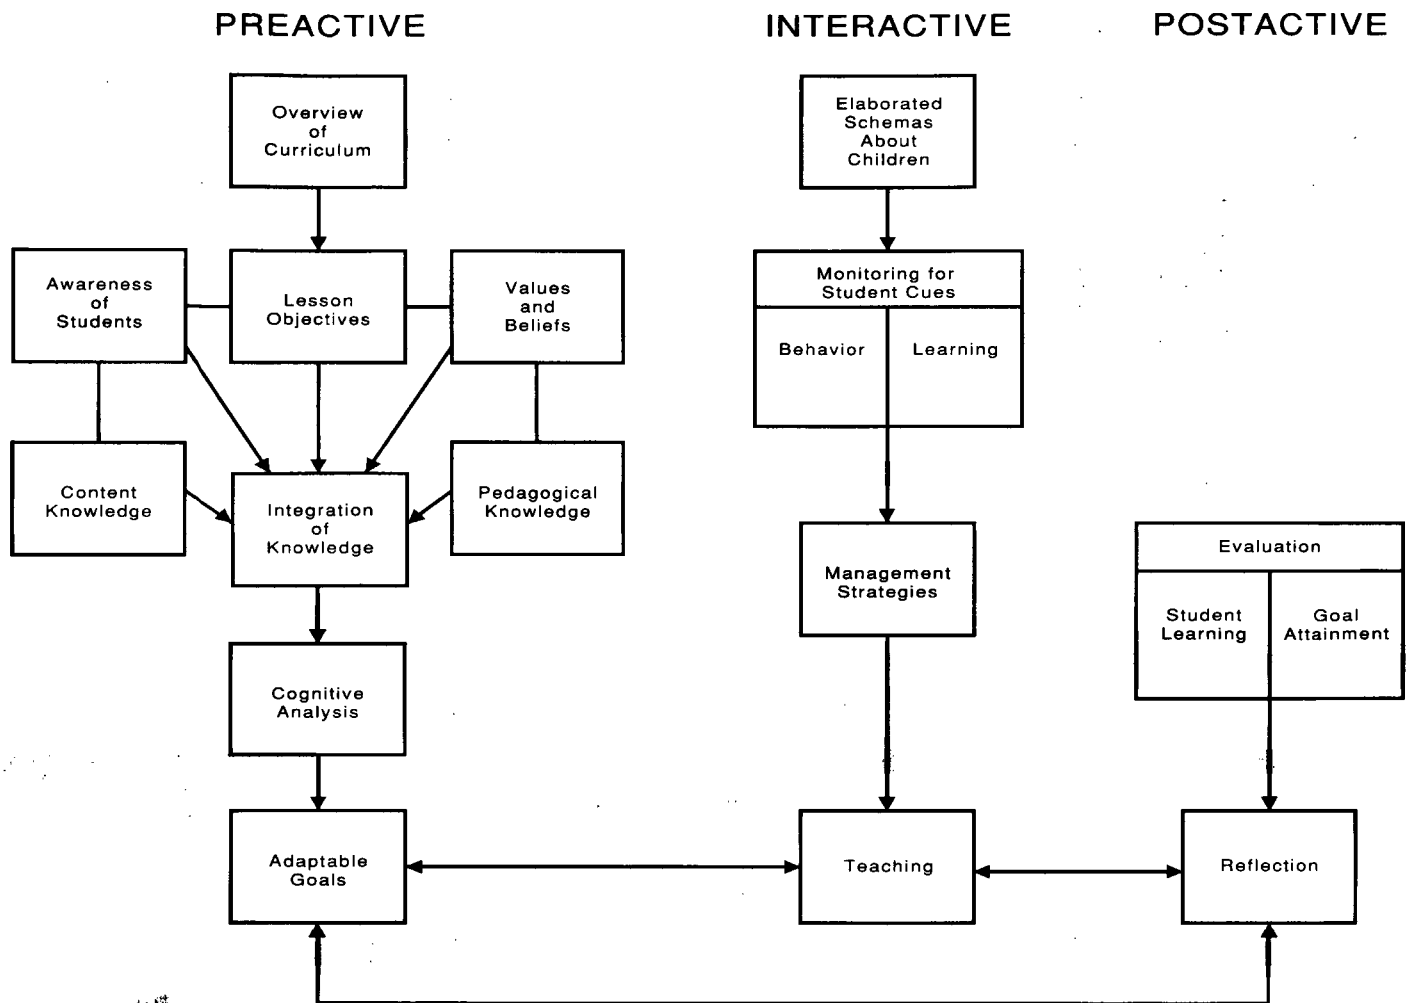 PREACTIVE
INTERACTIVE
POSTACTIVE
Overview
of
Curriculum
Elaborated
Schemas
About
Children
Awareness
of
Students
Lesson
Objectives
Values
and
Beliefs
Monitoring for
Student Cues
Behavior
Learning
Content
Knowledge
Integration
of
Knowledge
Pedagogical
Knowledge
Management
Strategies
Evaluation
Student
Learning
Goal
Attainment
Cognitive
Analysis
Adaptable
Goals
Teaching
Reflection